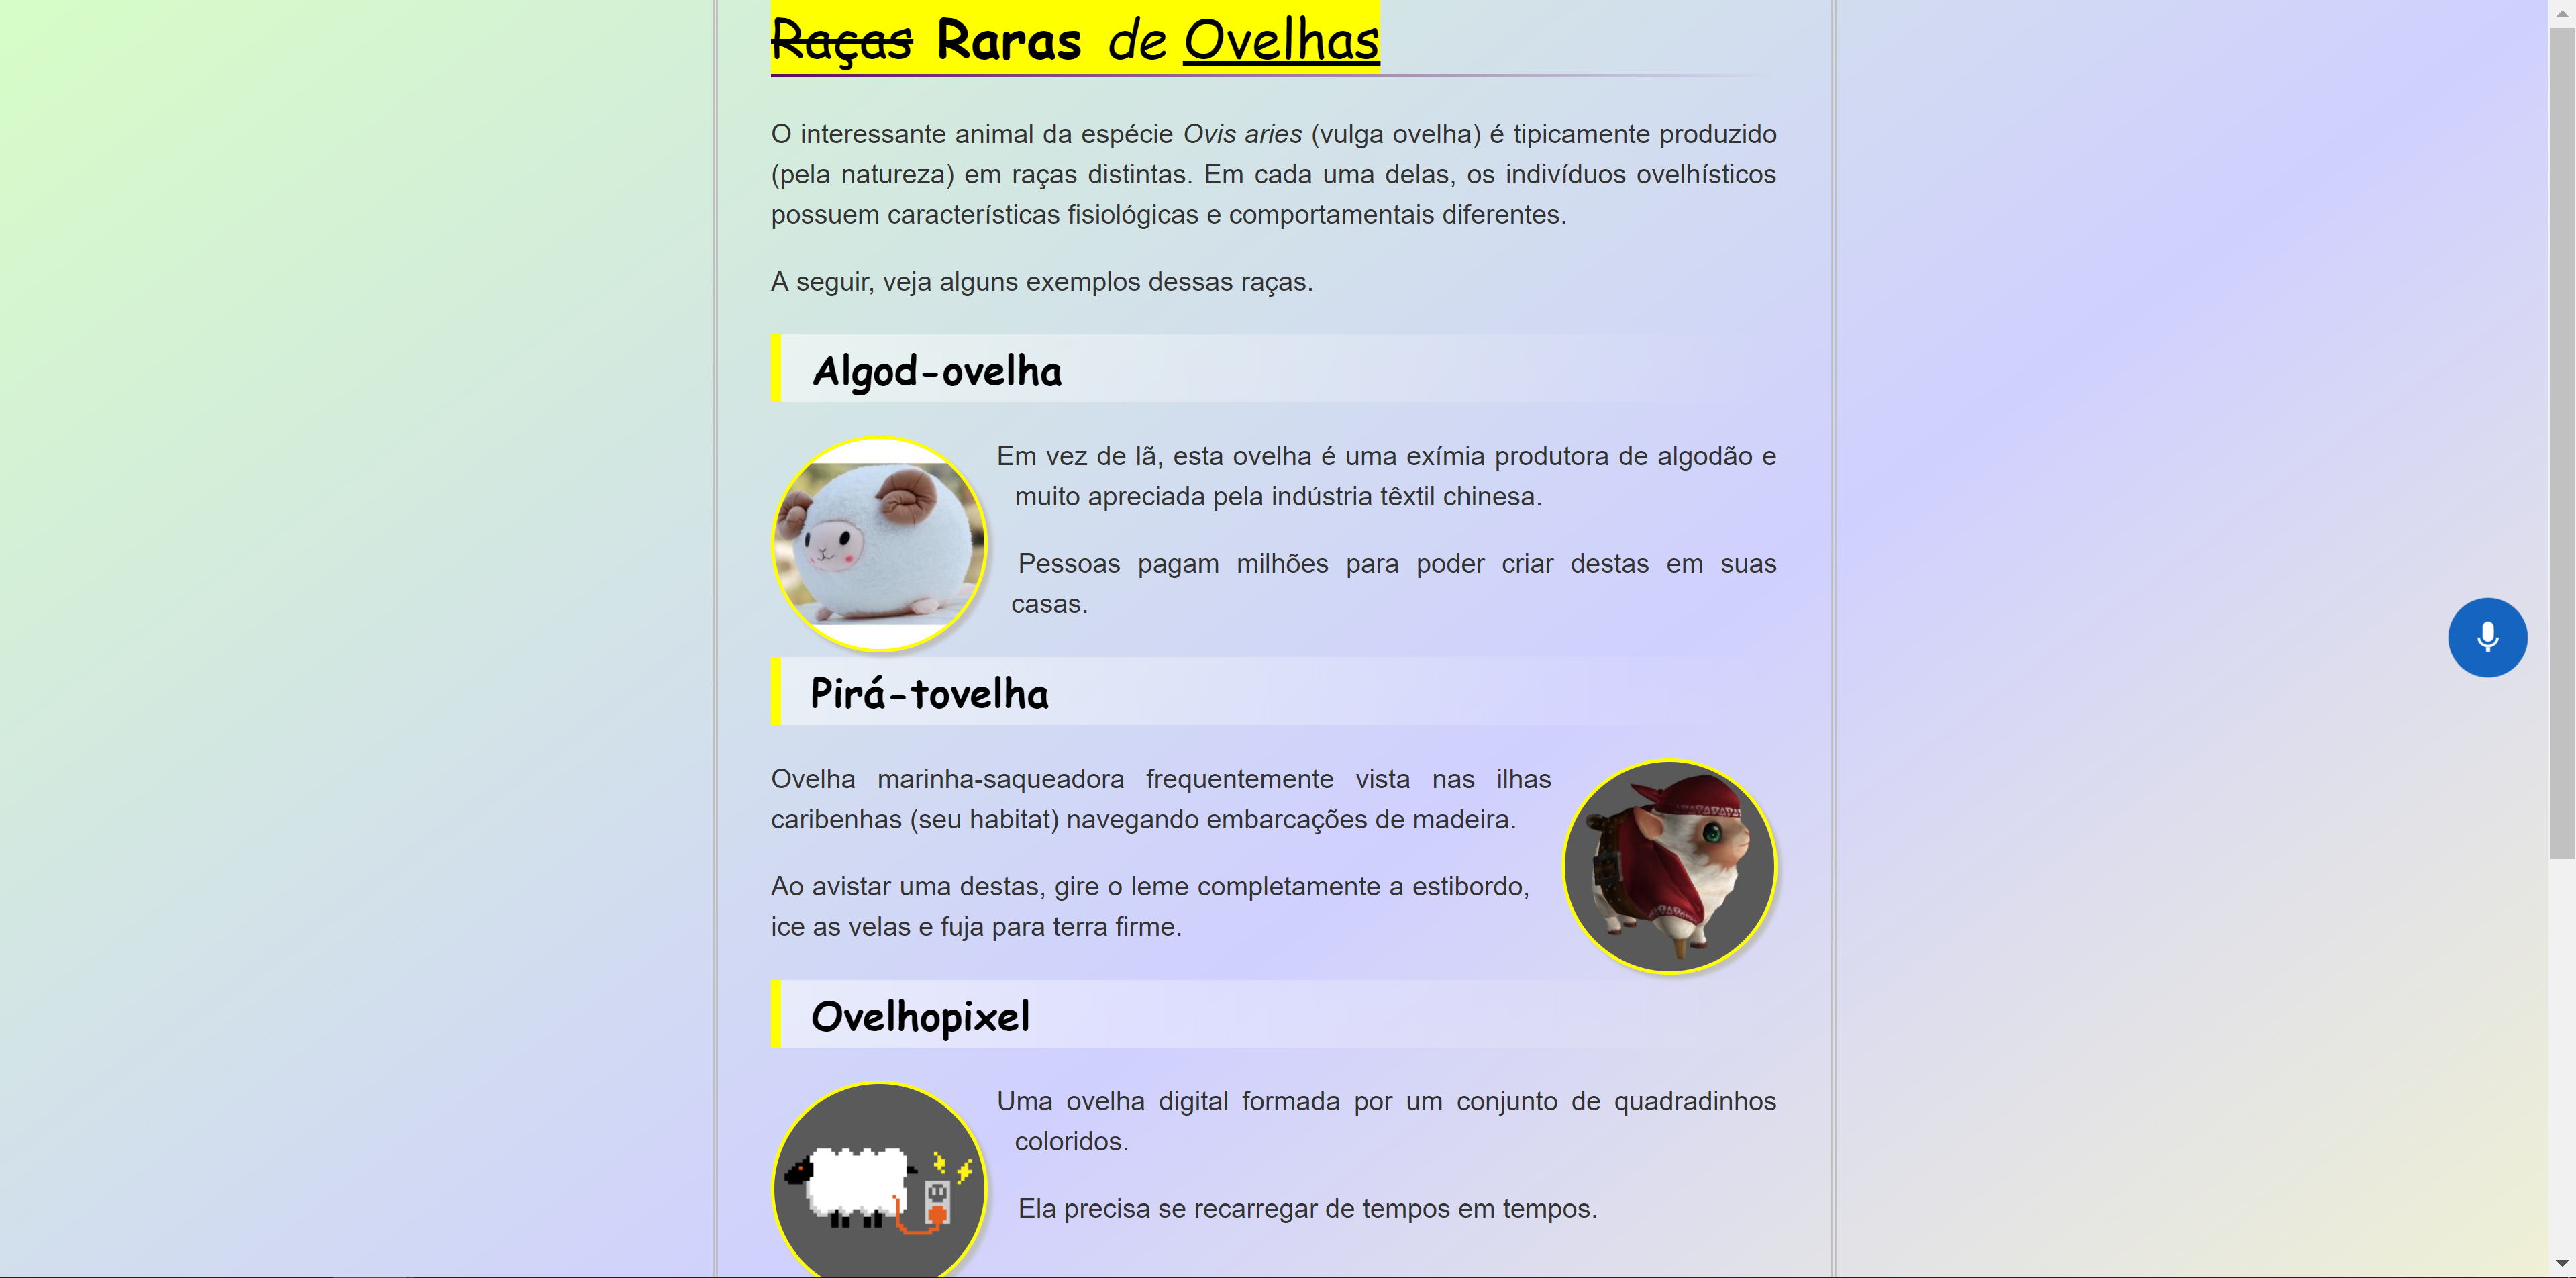 Raças Raras de Ovelhas
O interessante animal da espécie Ovis aries (vulga ovelha) é tipicamente produzido
(pela natureza) em raças distintas. Em cada uma delas, os indivíduos ovelhísticos
possuem características fisiológicas e comportamentais diferentes.
A seguir, veja alguns exemplos dessas raças.
Algod-ovelha
Em vez de lã, esta ovelha é uma exímia produtora de algodão e
muito apreciada pela indústria têxtil chinesa.
Pessoas pagam milhões para poder criar destas em suas
casas.
Pirá-tovelha
Ovelha marinha-saqueadora frequentemente vista nas ilhas
caribenhas (seu habitat) navegando embarcações de madeira.
Ao avistar uma destas, gire o leme completamente a estibordo,
ice as velas e fuja para terra firme.
Ovelhopixel
Uma ovelha digital formada por um conjunto de quadradinhos
coloridos.
Ela precisa se recarregar de tempos em tempos.